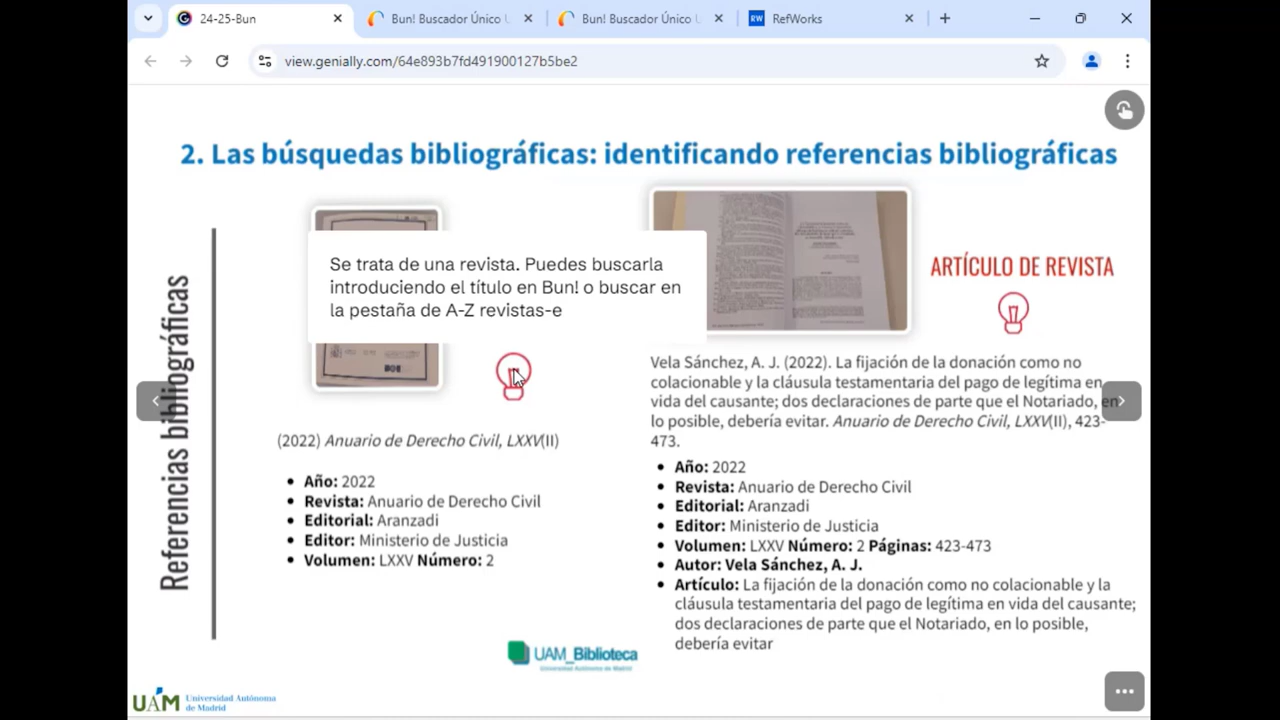 24-25-Bun
Bun! Buscador Único U
Bun! Buscador Único U
RW RefWorks
view.genially.com/64e893b7fd491900127b5be2
2. Las búsquedas bibliográficas: identificando referencias bibliográficas
Referencias bibliográficas
Se trata de una revista. Puedes buscarla
introduciendo el título en Bun! o buscar en
la pestaña de A-Z revistas-e
(2022) Anuario de Derecho Civil, LXXV(II)
• Año: 2022
• Revista: Anuario de Derecho Civil
• Editorial: Aranzadi
• Editor: Ministerio de Justicia
• Volumen: LXXV Número: 2
ARTÍCULO DE REVISTA
Vela Sánchez, A. J. (2022). La fijación de la donación como no
colacionable y la cláusula testamentaria del pago de legítima en
vida del causante; dos declaraciones de parte que el Notariado, en
lo posible, debería evitar. Anuario de Derecho Civil, LXXV(II), 423-
473.
• Año: 2022
• Revista: Anuario de Derecho Civil
• Editorial: Aranzadi
• Editor: Ministerio de Justicia
• Volumen: LXXV Número: 2 Páginas: 423-473
• Autor: Vela Sánchez, A. J.
• Artículo: La fijación de la donación como no colacionable y la
cláusula testamentaria del pago de legítima en vida del causante;
dos declaraciones de parte que el Notariado, en lo posible,
debería evitar
UAM_Biblioteca
Universidad Autónoma de Madrid
UAM Universidad Autónoma
de Madrid